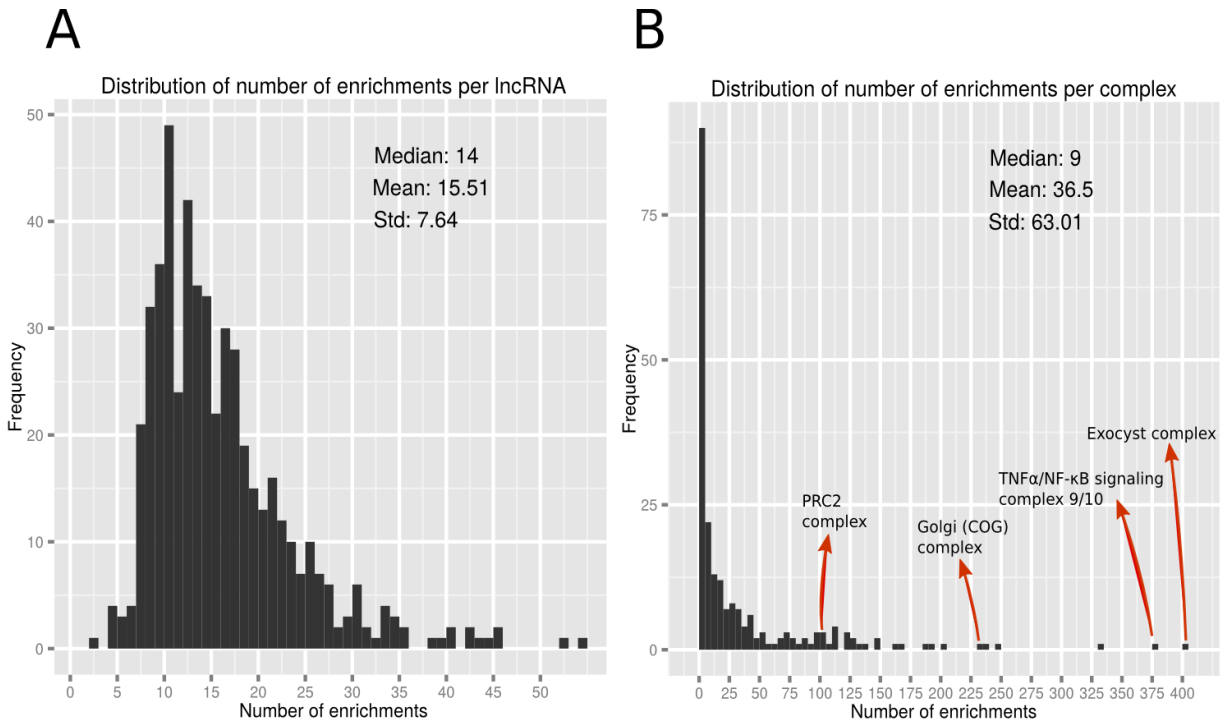 A
Distribution of number of enrichments per lncRNA
Median: 14
Mean: 15.51
Std: 7.64
Frequency
50
40
30
20
10
0
0 5 10 15 20 25 30 35 40 45 50
Number of enrichments
B
Distribution of number of enrichments per complex
Median: 9
Mean: 36.5
Std: 63.01
Frequency
75
50
25
0
Exocyst complex
TNFα/NF-κB signaling
complex 9/10
PRC2
complex
Golgi (COG)
complex
0 25 50 75 100 125 150 175 200 225 250 275 300 325 350 375 400
Number of enrichments